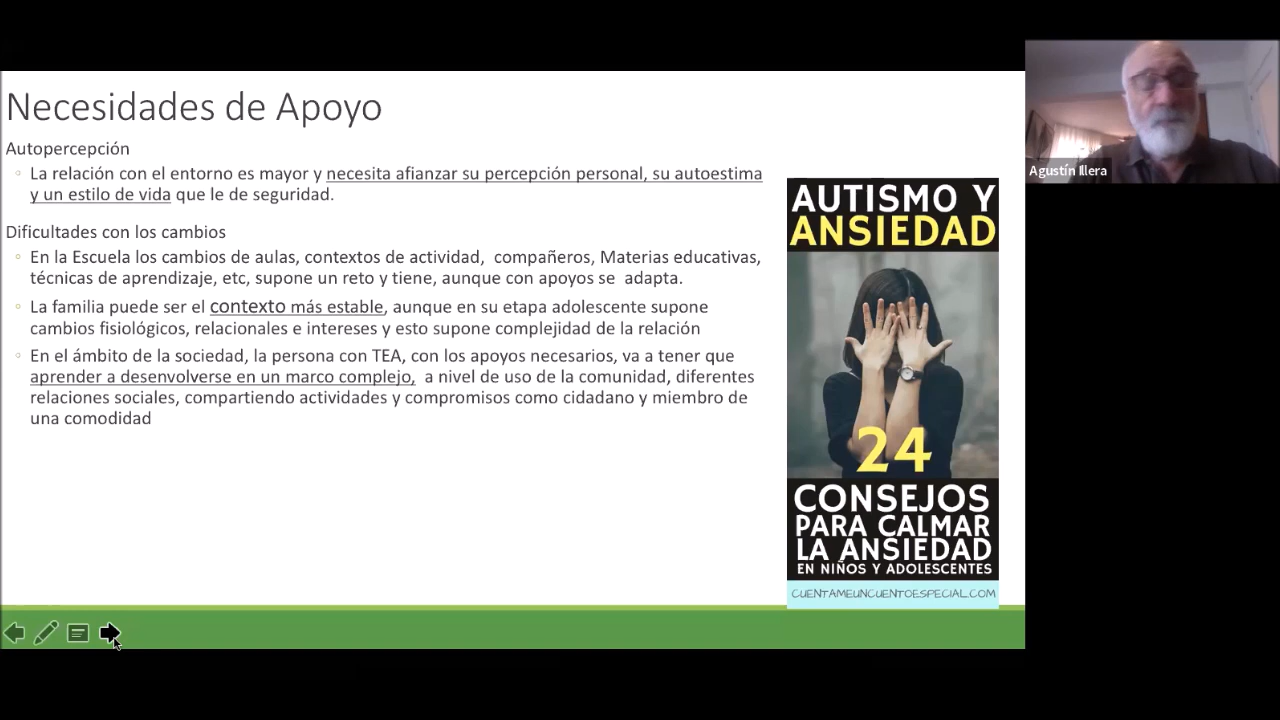 Necesidades de Apoyo
Autopercepción
La relación con el entorno es mayor y necesita afianzar su percepción personal, su autoestima
y un estilo de vida que le de seguridad.
Dificultades con los cambios
En la Escuela los cambios de aulas, contextos de actividad, compañeros, Materias educativas,
técnicas de aprendizaje, etc, supone un reto y tiene, aunque con apoyos se adapta.
La familia puede ser el contexto más estable, aunque en su etapa adolescente supone
cambios fisiológicos, relacionales e intereses y esto supone complejidad de la relación
En el ámbito de la sociedad, la persona con TEA, con los apoyos necesarios, va a tener que
aprender a desenvolverse en un marco complejo, a nivel de uso de la comunidad, diferentes
relaciones sociales, compartiendo actividades y compromisos como cidadano y miembro de
una comodidad
AUTISMO Y
ANSIEDAD
24
CONSEJOS
PARA CALMAR
LA ANSIEDAD
EN NIÑOS Y ADOLESCENTES
CUENTAMEUNCUENTOESPECIAL.COM
Agustín Illera